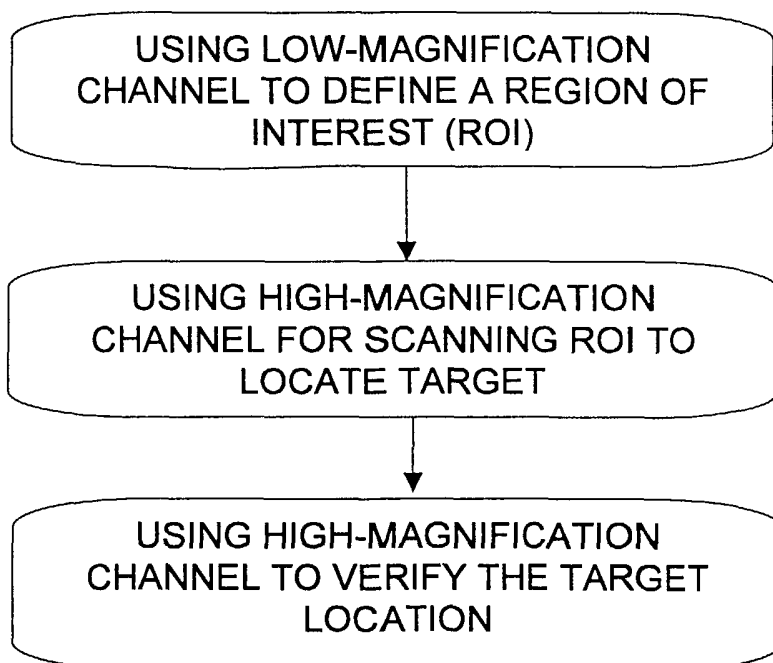 USING LOW-MAGNIFICATION
CHANNEL TO DEFINE A REGION OF
INTEREST (ROI)
USING HIGH-MAGNIFICATION
CHANNEL FOR SCANNING ROI TO
LOCATE TARGET
USING HIGH-MAGNIFICATION
CHANNEL TO VERIFY THE TARGET
LOCATION